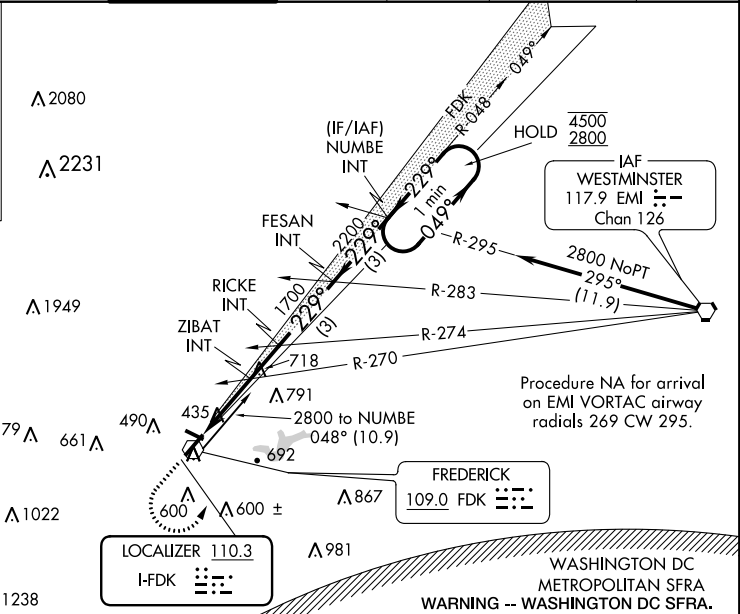 2080
2231
1949
(IF/IAF)
NUMBE
INT
FDK
R-048
049°
HOLD
4500
2800
229°
1 min
049°
IAF
WESTMINSTER
117.9 EMI
Chan 126
FESAN
INT
2200
229°
(3)
R-295
2800 NoPT
295°
(11.9)
RICKE
INT
1700
229°
(3)
R-283
ZIBAT
INT
R-274
R-270
718
791
Procedure NA for arrival
on EMI VORTAC airway
radials 269 CW 295.
2800 to NUMBE
048° (10.9)
435
490
661
79
692
FREDERICK
109.0 FDK
600
600 ±
867
1022
981
LOCALIZER 110.3
I-FDK
1238
WASHINGTON DC
METROPOLITAN SFRA
WARNING -- WASHINGTON DC SFRA.